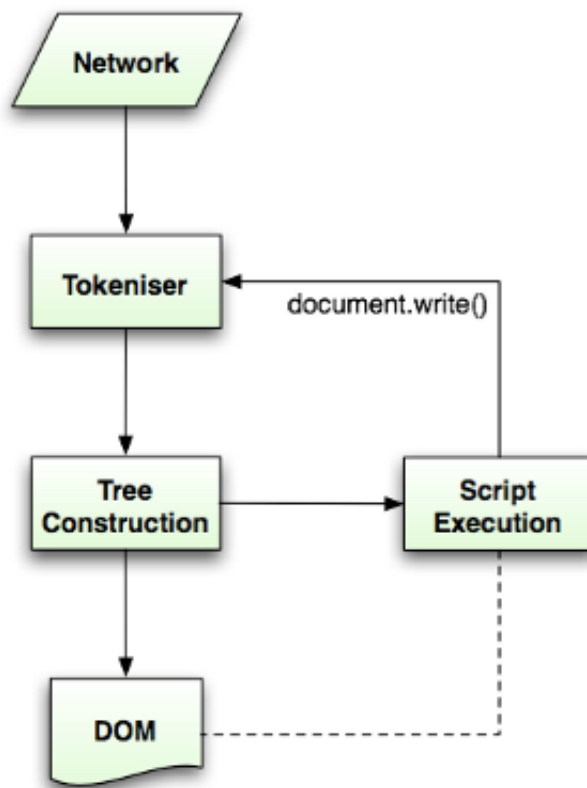 Network
Tokeniser
document.write()
Tree
Construction
Script
Execution
DOM